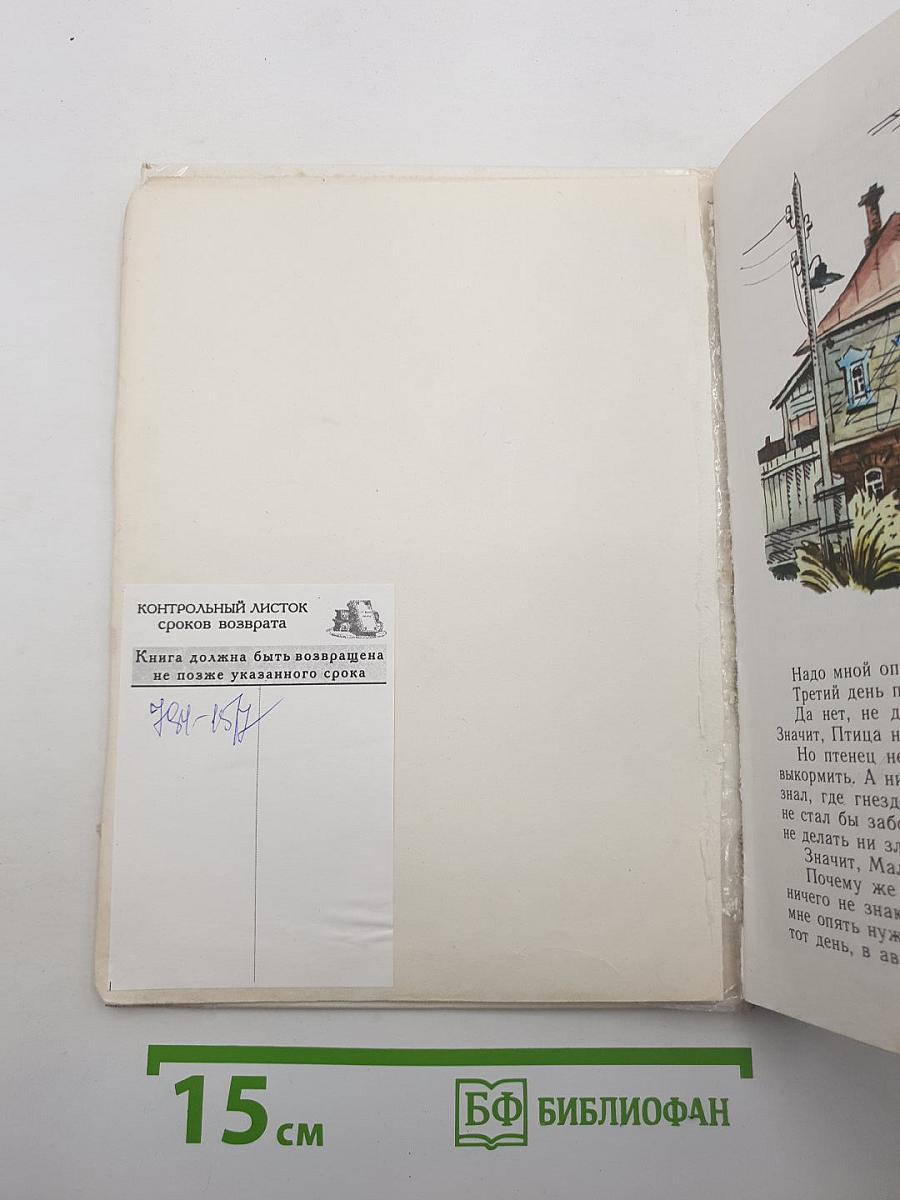 КОНТРОЛЬНЫЙ ЛИСТОК
СРОКОВ ВОЗВРАТА
Книга должна быть возвращена
не позже указанного срока
Надо мной оп
Третий день п
Да нет, не д
Значит, Птица н
Но птенец не
выкормить. А ни
знал, где гнезд
не стал бы забо
не делать ни зл
Значит, Мал
Почему же
ничего не знаю
мне опять нуж
тот день, в ав
15 см
БФ БИБЛИОФАН